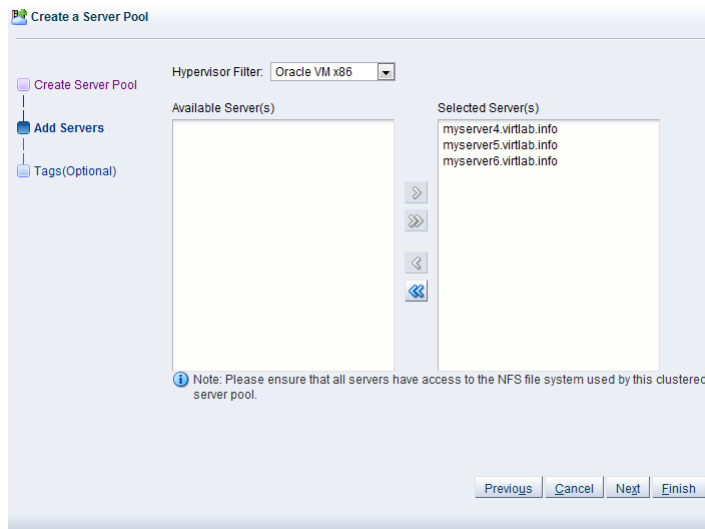 Create a Server Pool
Create Server Pool
Add Servers
Tags(Optional)
Hypervisor Filter: Oracle VM x86
Available Server(s)
Selected Server(s)
myserver4.virtlab.info
myserver5.virtlab.info
myserver6.virtlab.info
Note: Please ensure that all servers have access to the NFS file system used by this clustered
server pool.
Previous Cancel Next Finish